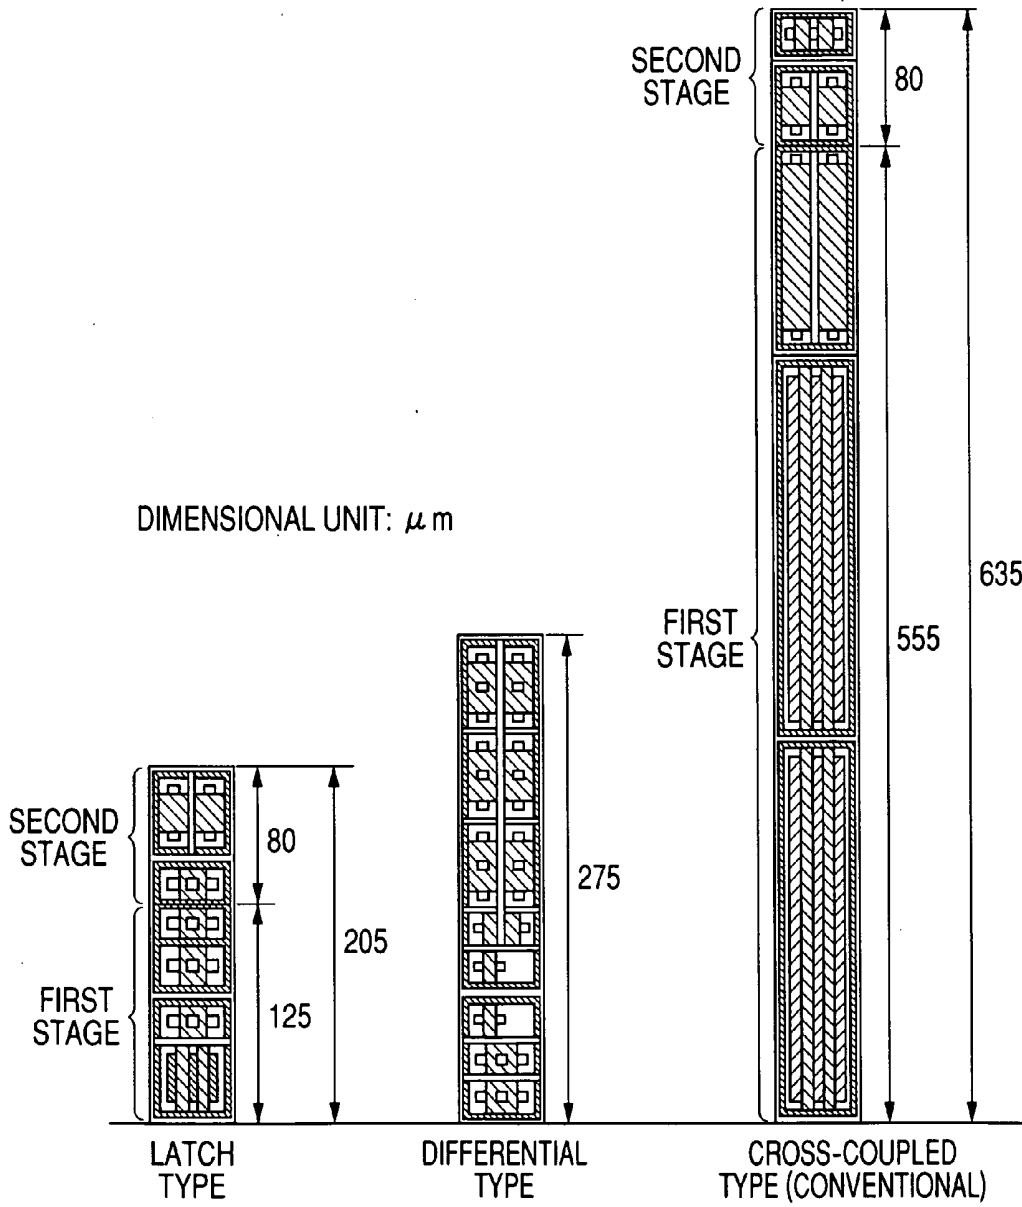 SECOND
STAGE
80
635
FIRST
STAGE
555
DIMENSIONAL UNIT: μm
SECOND
STAGE
80
205
FIRST
STAGE
125
275
LATCH
TYPE
DIFFERENTIAL
TYPE
CROSS-COUPLED
TYPE (CONVENTIONAL)